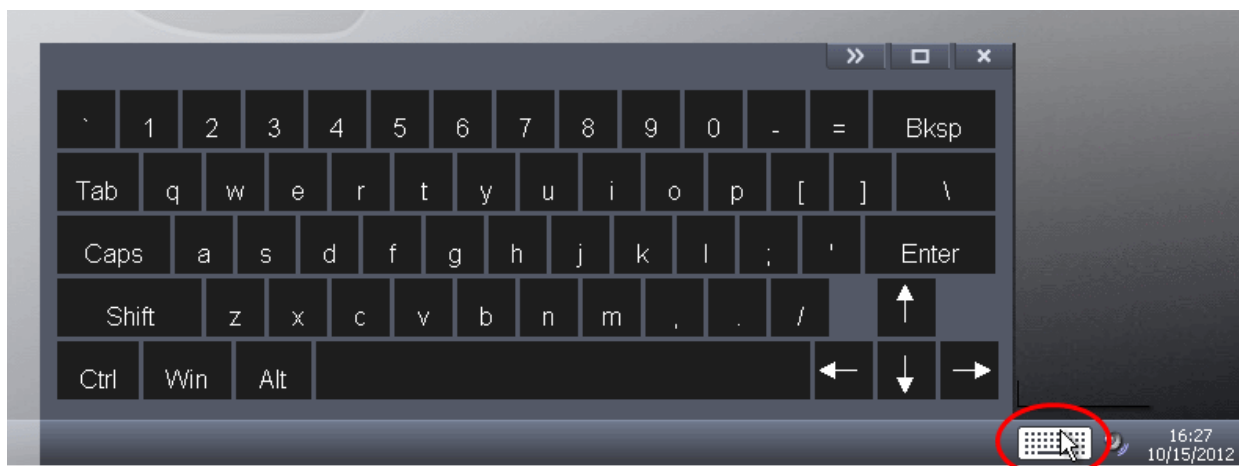 ` 1 2 3 4 5 6 7 8 9 0 - = Bksp
Tab q w e r t y u i o p [ ] \
Caps a s d f g h j k l ; ' Enter
Shift z x c v b n m , . /
Ctrl Win Alt
16:27
10/15/2012